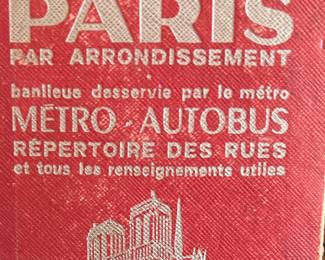 PARIS
PAR ARRONDISSEMENT
banlieue desservie par le métro
MÉTRO - AUTOBUS
RÉPERTOIRE DES RUES
et tous les renseignements utiles